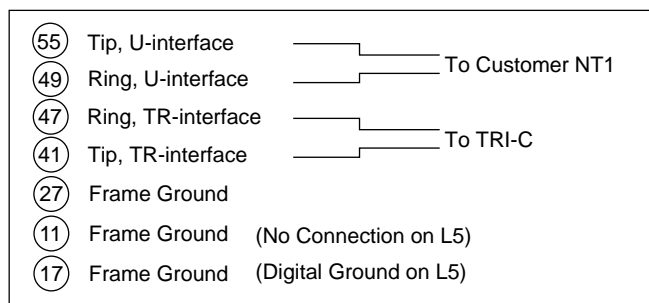 55 Tip, U-interface
49 Ring, U-interface
To Customer NT1
47 Ring, TR-interface
41 Tip, TR-interface
To TRI-C
27 Frame Ground
11 Frame Ground (No Connection on L5)
17 Frame Ground (Digital Ground on L5)